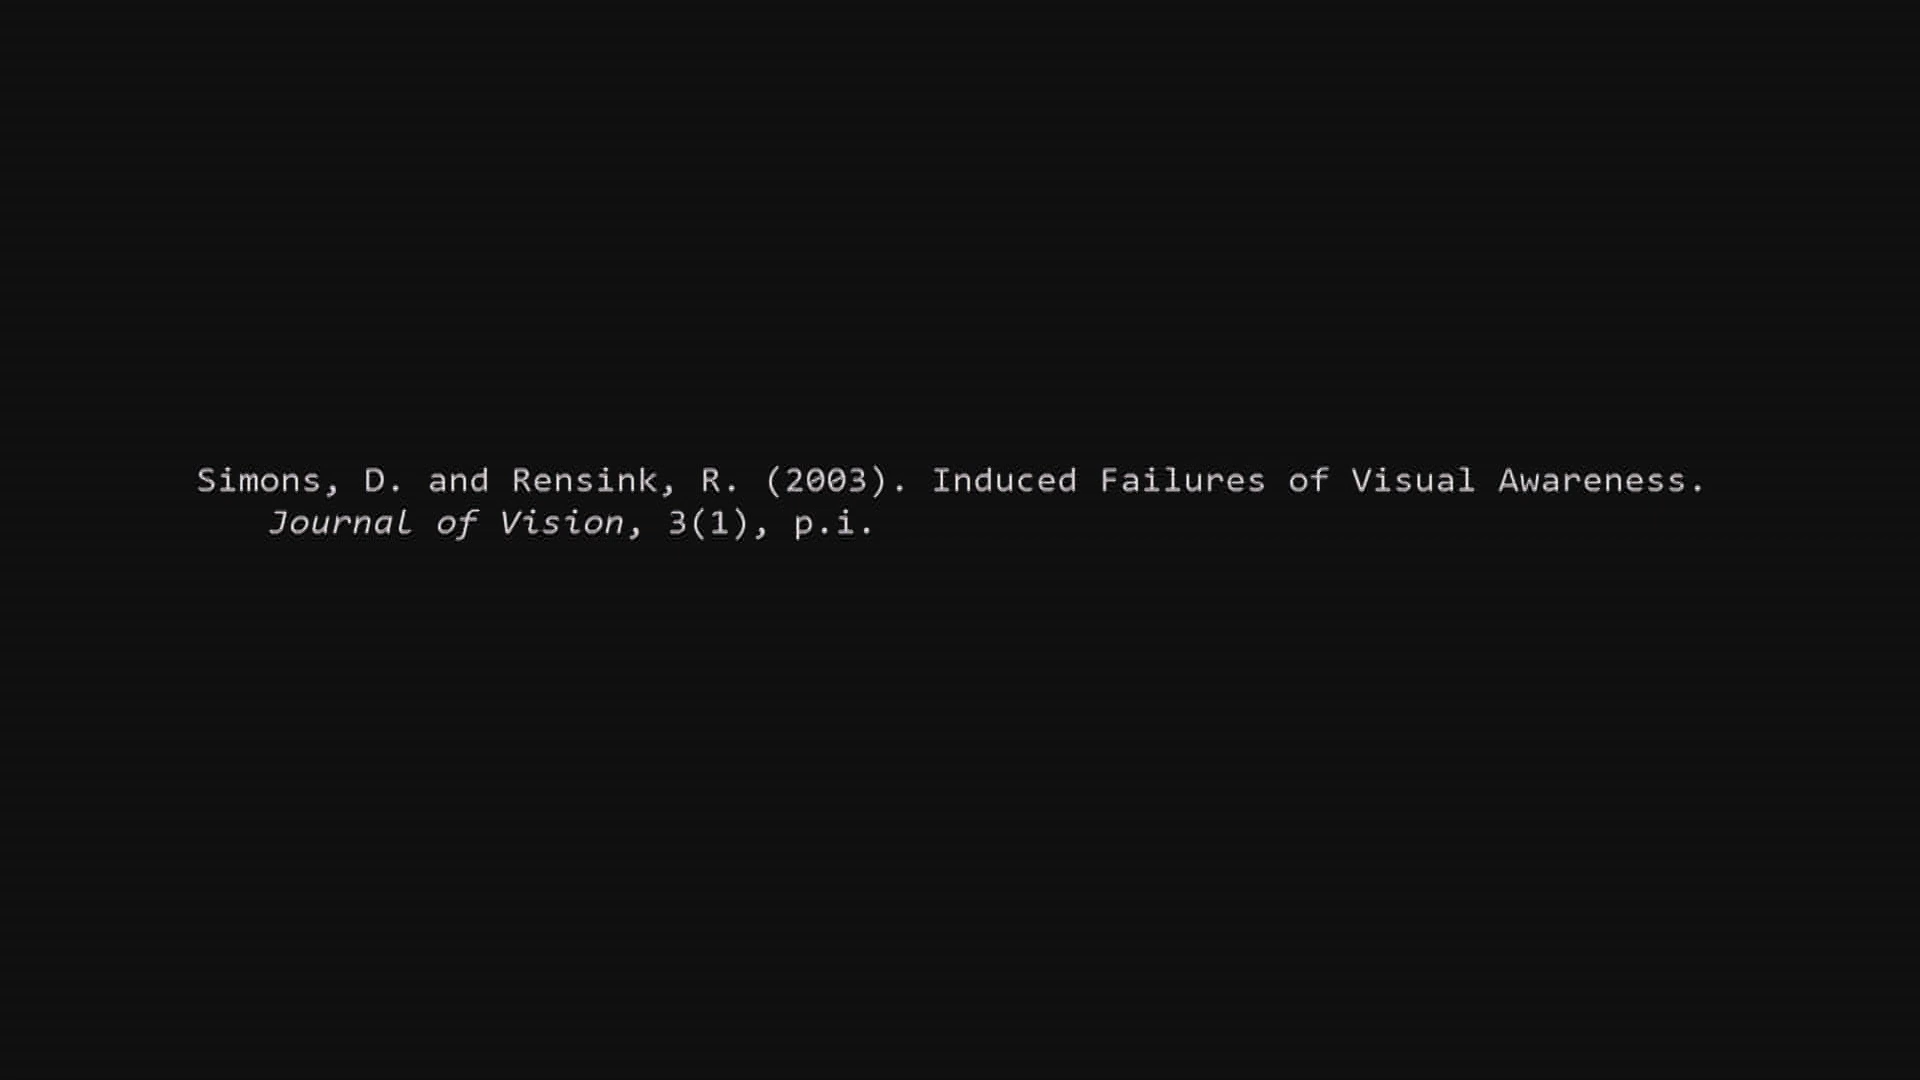 Simons, D. and Rensink, R. (2003). Induced Failures of Visual Awareness.
Journal of Vision, 3(1), p.i.